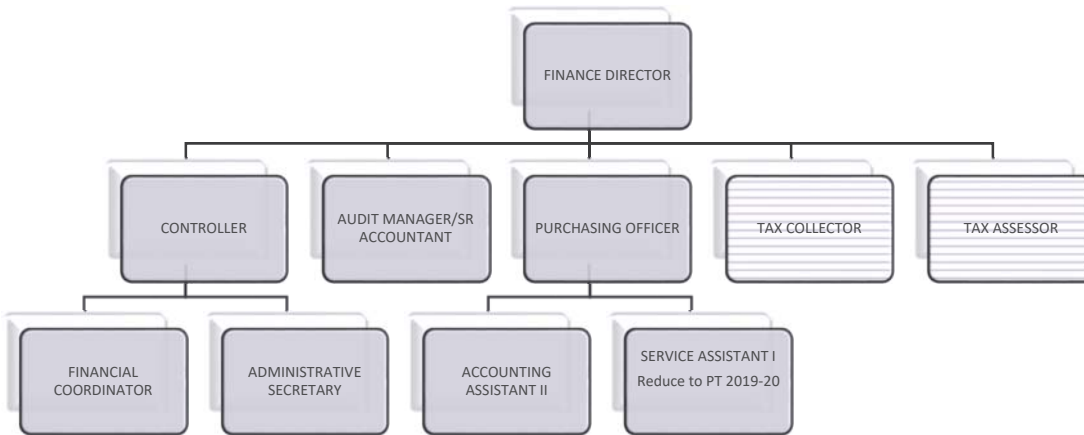 FINANCE DIRECTOR
CONTROLLER
AUDIT MANAGER/SR
ACCOUNTANT
PURCHASING OFFICER
TAX COLLECTOR
TAX ASSESSOR
FINANCIAL
COORDINATOR
ADMINISTRATIVE
SECRETARY
ACCOUNTING
ASSISTANT II
SERVICE ASSISTANT I
Reduce to PT 2019-20